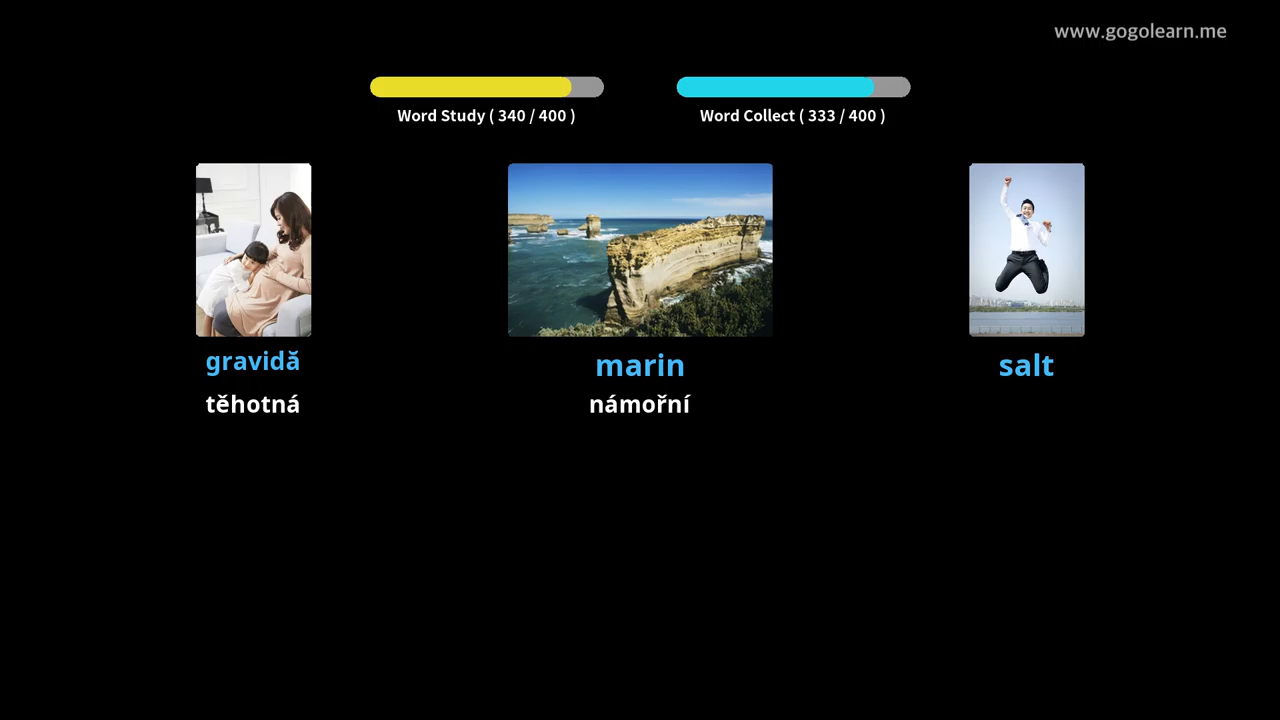 www.gogolearn.me
Word Study ( 340 / 400 )
Word Collect ( 333 / 400 )
gravidă
marin
salt
těhotná
námořní